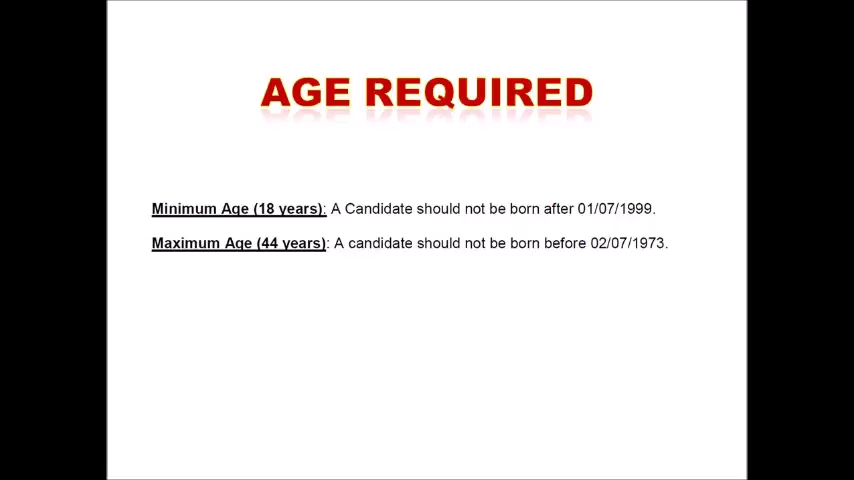 AGE REQUIRED
Minimum Age (18 years): A Candidate should not be born after 01/07/1999.
Maximum Age (44 years): A candidate should not be born before 02/07/1973.